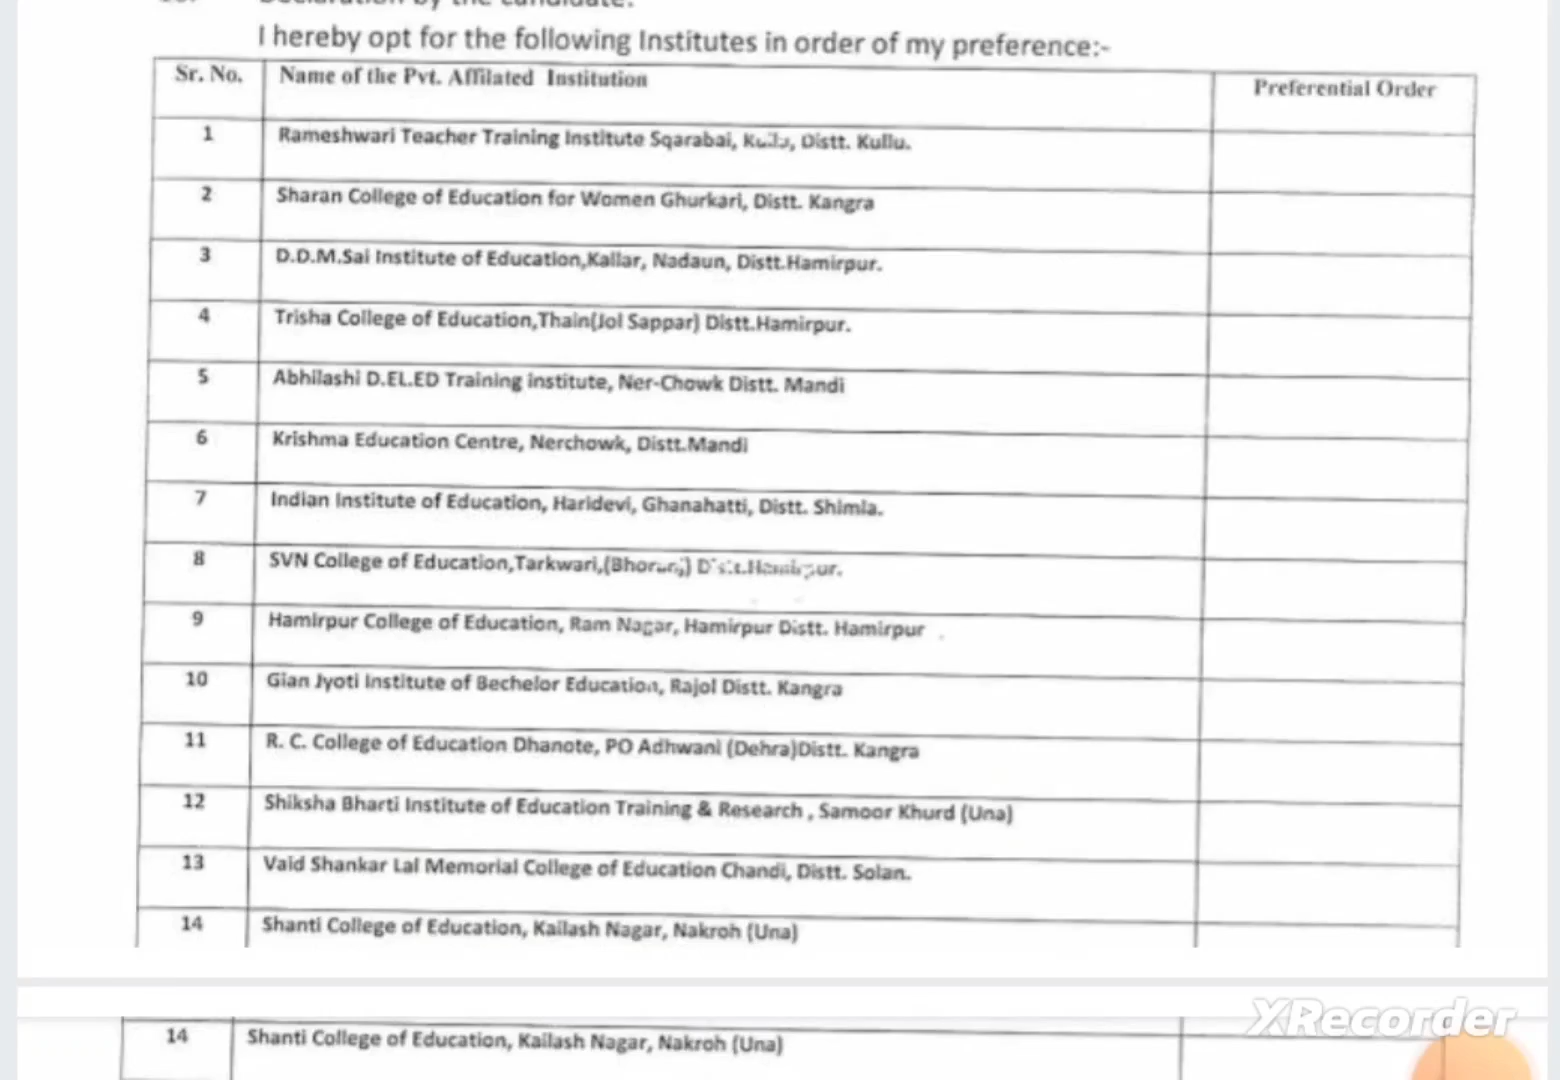 Declaration by the candidate.
I hereby opt for the following Institutes in order of my preference:-
Sr. No. Name of the Pvt. Affilated Institution Preferential Order
1 Rameshwari Teacher Training Institute Sqarabai, Distt. Kullu.
2 Sharan College of Education for Women Ghurkari, Distt. Kangra
3 D.D.M.Sai Institute of Education,Kallar, Nadaun, Distt.Hamirpur.
4 Trisha College of Education,Thain(Jol Sappar) Distt.Hamirpur.
5 Abhilashi D.EL.ED Training institute, Ner-Chowk Distt. Mandi
6 Krishma Education Centre, Nerchowk, Distt.Mandi
7 Indian Institute of Education, Haridevi, Ghanahatti, Distt. Shimla.
8 SVN College of Education,Tarkwari,
9 Hamirpur College of Education, Ram Nagar, Hamirpur Distt. Hamirpur
10 Gian Jyoti Institute of Bechelor Education, Rajol Distt. Kangra
11 R. C. College of Education Dhanote, PO Adhwani (Dehra)Distt. Kangra
12 Shiksha Bharti Institute of Education Training & Research , Samoor Khurd (Una)
13 Vaid Shankar Lal Memorial College of Education Chandi, Distt. Solan.
14 Shanti College of Education, Kailash Nagar, Nakroh (Una)
XRecorder
14 Shanti College of Education, Kailash Nagar, Nakroh (Una)